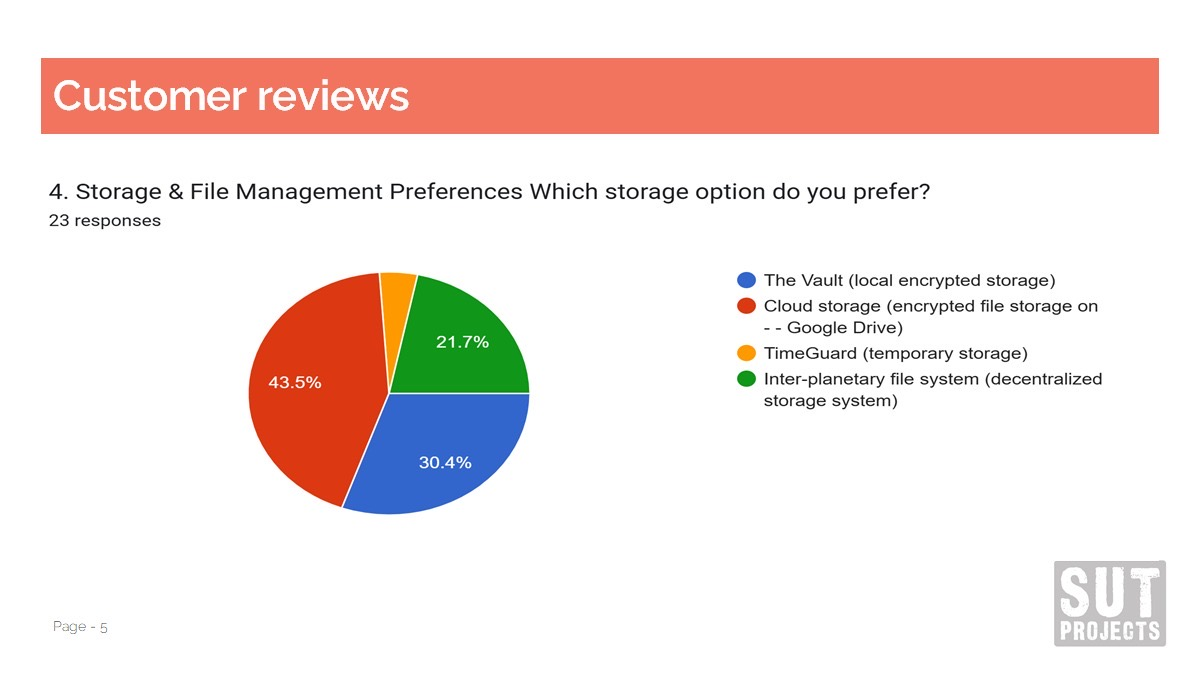 Customer reviews
4. Storage & File Management Preferences Which storage option do you prefer?
23 responses
21.7%
43.5%
30.4%
The Vault (local encrypted storage)
Cloud storage (encrypted file storage on
- - Google Drive)
TimeGuard (temporary storage)
Inter-planetary file system (decentralized
storage system)
SUT
PROJECTS
Page - 5